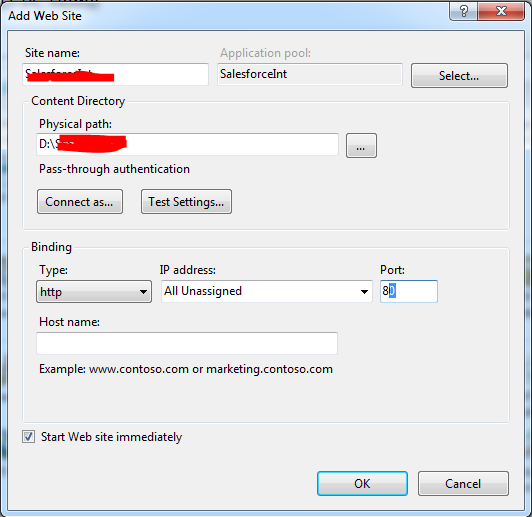 Add Web Site
Site name:
Application pool:
SalesforceInt
Select...
Content Directory
Physical path:
D:\
...
Pass-through authentication
Connect as...
Test Settings...
Binding
Type:
IP address:
Port:
http
All Unassigned
80
Host name:
Example: www.contoso.com or marketing.contoso.com
Start Web site immediately
OK
Cancel